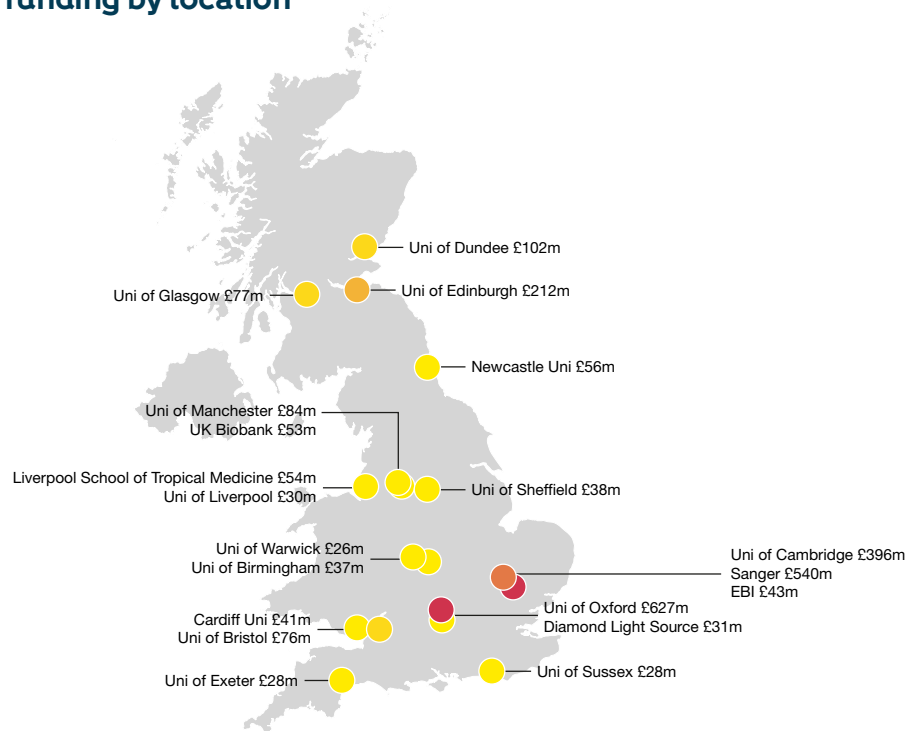 funding by location
Uni of Dundee £102m
Uni of Glasgow £77m
Uni of Edinburgh £212m
Newcastle Uni £56m
Uni of Manchester £84m
UK Biobank £53m
Liverpool School of Tropical Medicine £54m
Uni of Liverpool £30m
Uni of Sheffield £38m
Uni of Warwick £26m
Uni of Birmingham £37m
Uni of Cambridge £396m
Sanger £540m
EBI £43m
Uni of Oxford £627m
Diamond Light Source £31m
Cardiff Uni £41m
Uni of Bristol £76m
Uni of Exeter £28m
Uni of Sussex £28m